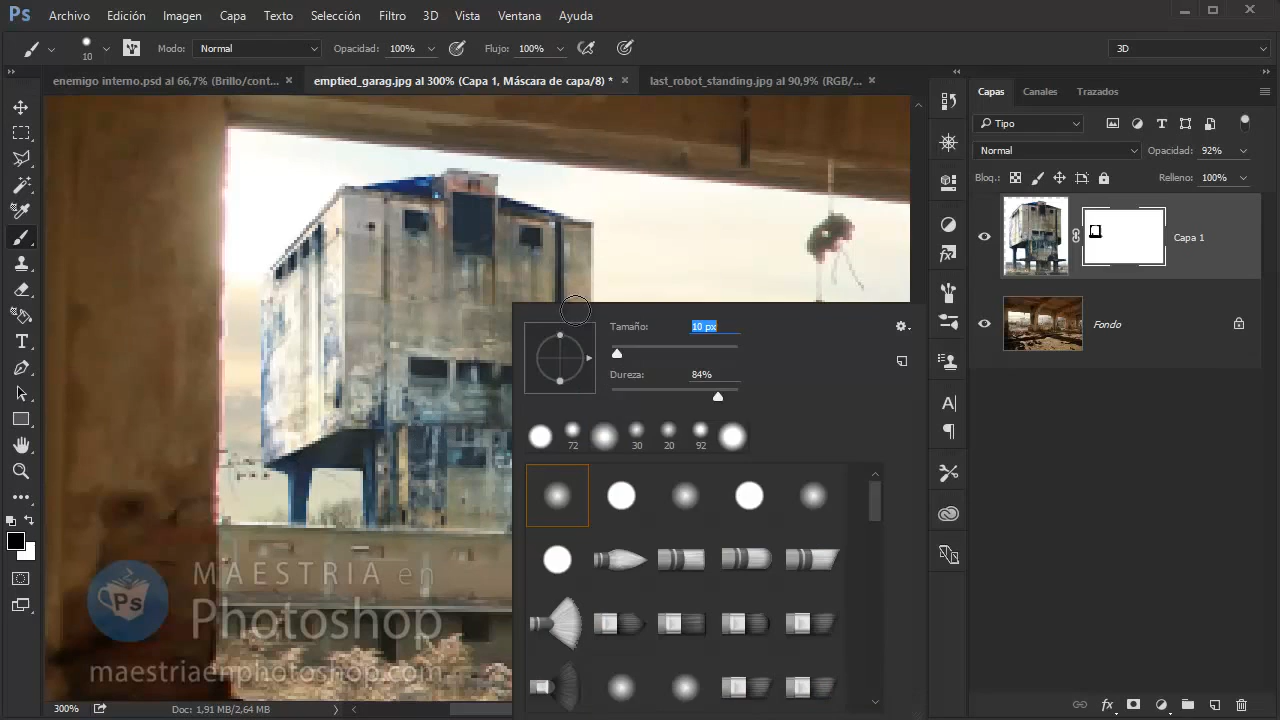 Ps Archivo Edición Imagen Capa Texto Selección Filtro 3D Vista Ventana Ayuda
10 Modo: Normal Opacidad: 100% Flujo: 100% 3D
enemigo interno.psd al 66,7% (Brillo/cont... × emptied_garag.jpg al 300% (Capa 1, Máscara de capa/8) * × last_robot_standing.jpg al 90,9% (RGB/... ×
Capas Canales Trazados
Tipo
Normal Opacidad: 92%
Bloq.: Relleno: 100%
Capa 1
Fondo
Tamaño: 10 px
Dureza: 84%
72 30 20 92
MAESTRIA en
Ps Photoshop
maestriaenphotoshop.com
300% Doc: 1,91 MB/2,64 MB